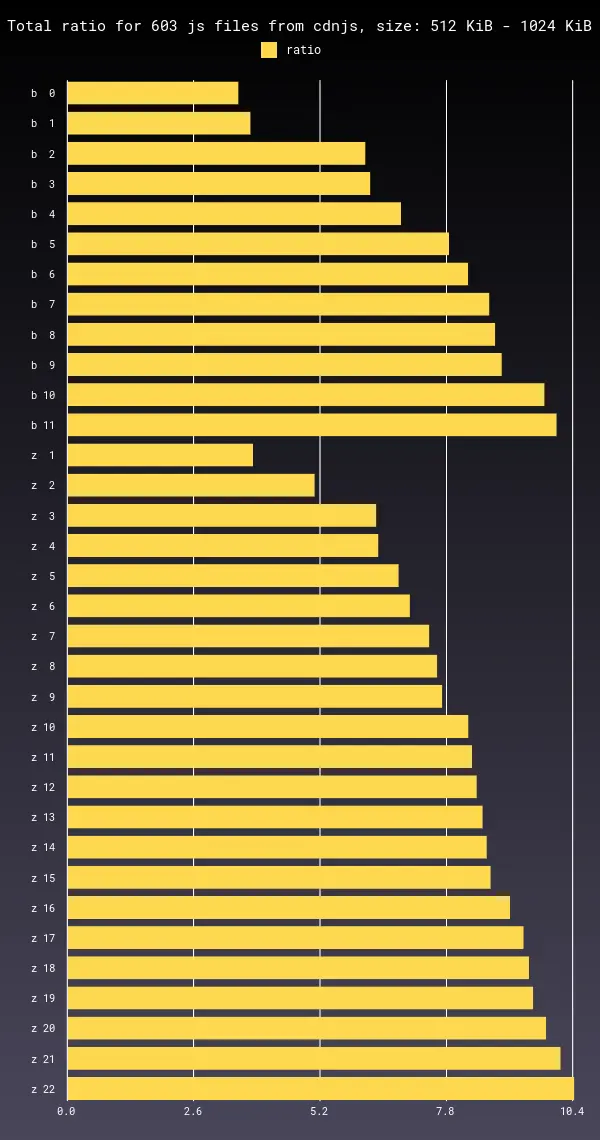 Total ratio for 603 js files from cdnjs, size: 512 KiB - 1024 KiB
ratio
b 0
b 1
b 2
b 3
b 4
b 5
b 6
b 7
b 8
b 9
b 10
b 11
z 1
z 2
z 3
z 4
z 5
z 6
z 7
z 8
z 9
z 10
z 11
z 12
z 13
z 14
z 15
z 16
z 17
z 18
z 19
z 20
z 21
z 22
0.0 2.6 5.2 7.8 10.4